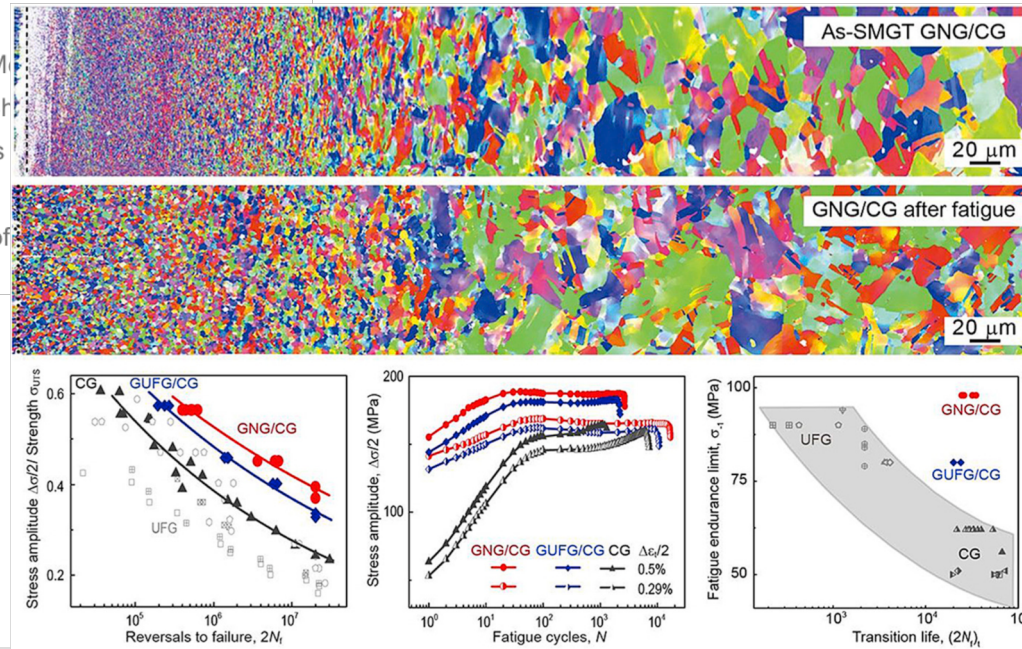 As-SMGT GNG/CG
20 μm
GNG/CG after fatigue
20 μm
Stress amplitude Δσ/2/ Strength σUTS
0.6
0.4
0.2
CG
GUFG/CG
GNG/CG
UFG
10⁵
10⁶
10⁷
Reversals to failure, 2Nf
Stress amplitude, Δσ/2 (MPa)
200
100
GNG/CG GUFG/CG CG Δεt/2
0.5%
0.29%
10⁰
10¹
10²
10³
10⁴
Fatigue cycles, N
Fatigue endurance limit, σ-1 (MPa)
100
75
50
GNG/CG
UFG
GUFG/CG
CG
10³
10⁴
Transition life, (2Nf)t